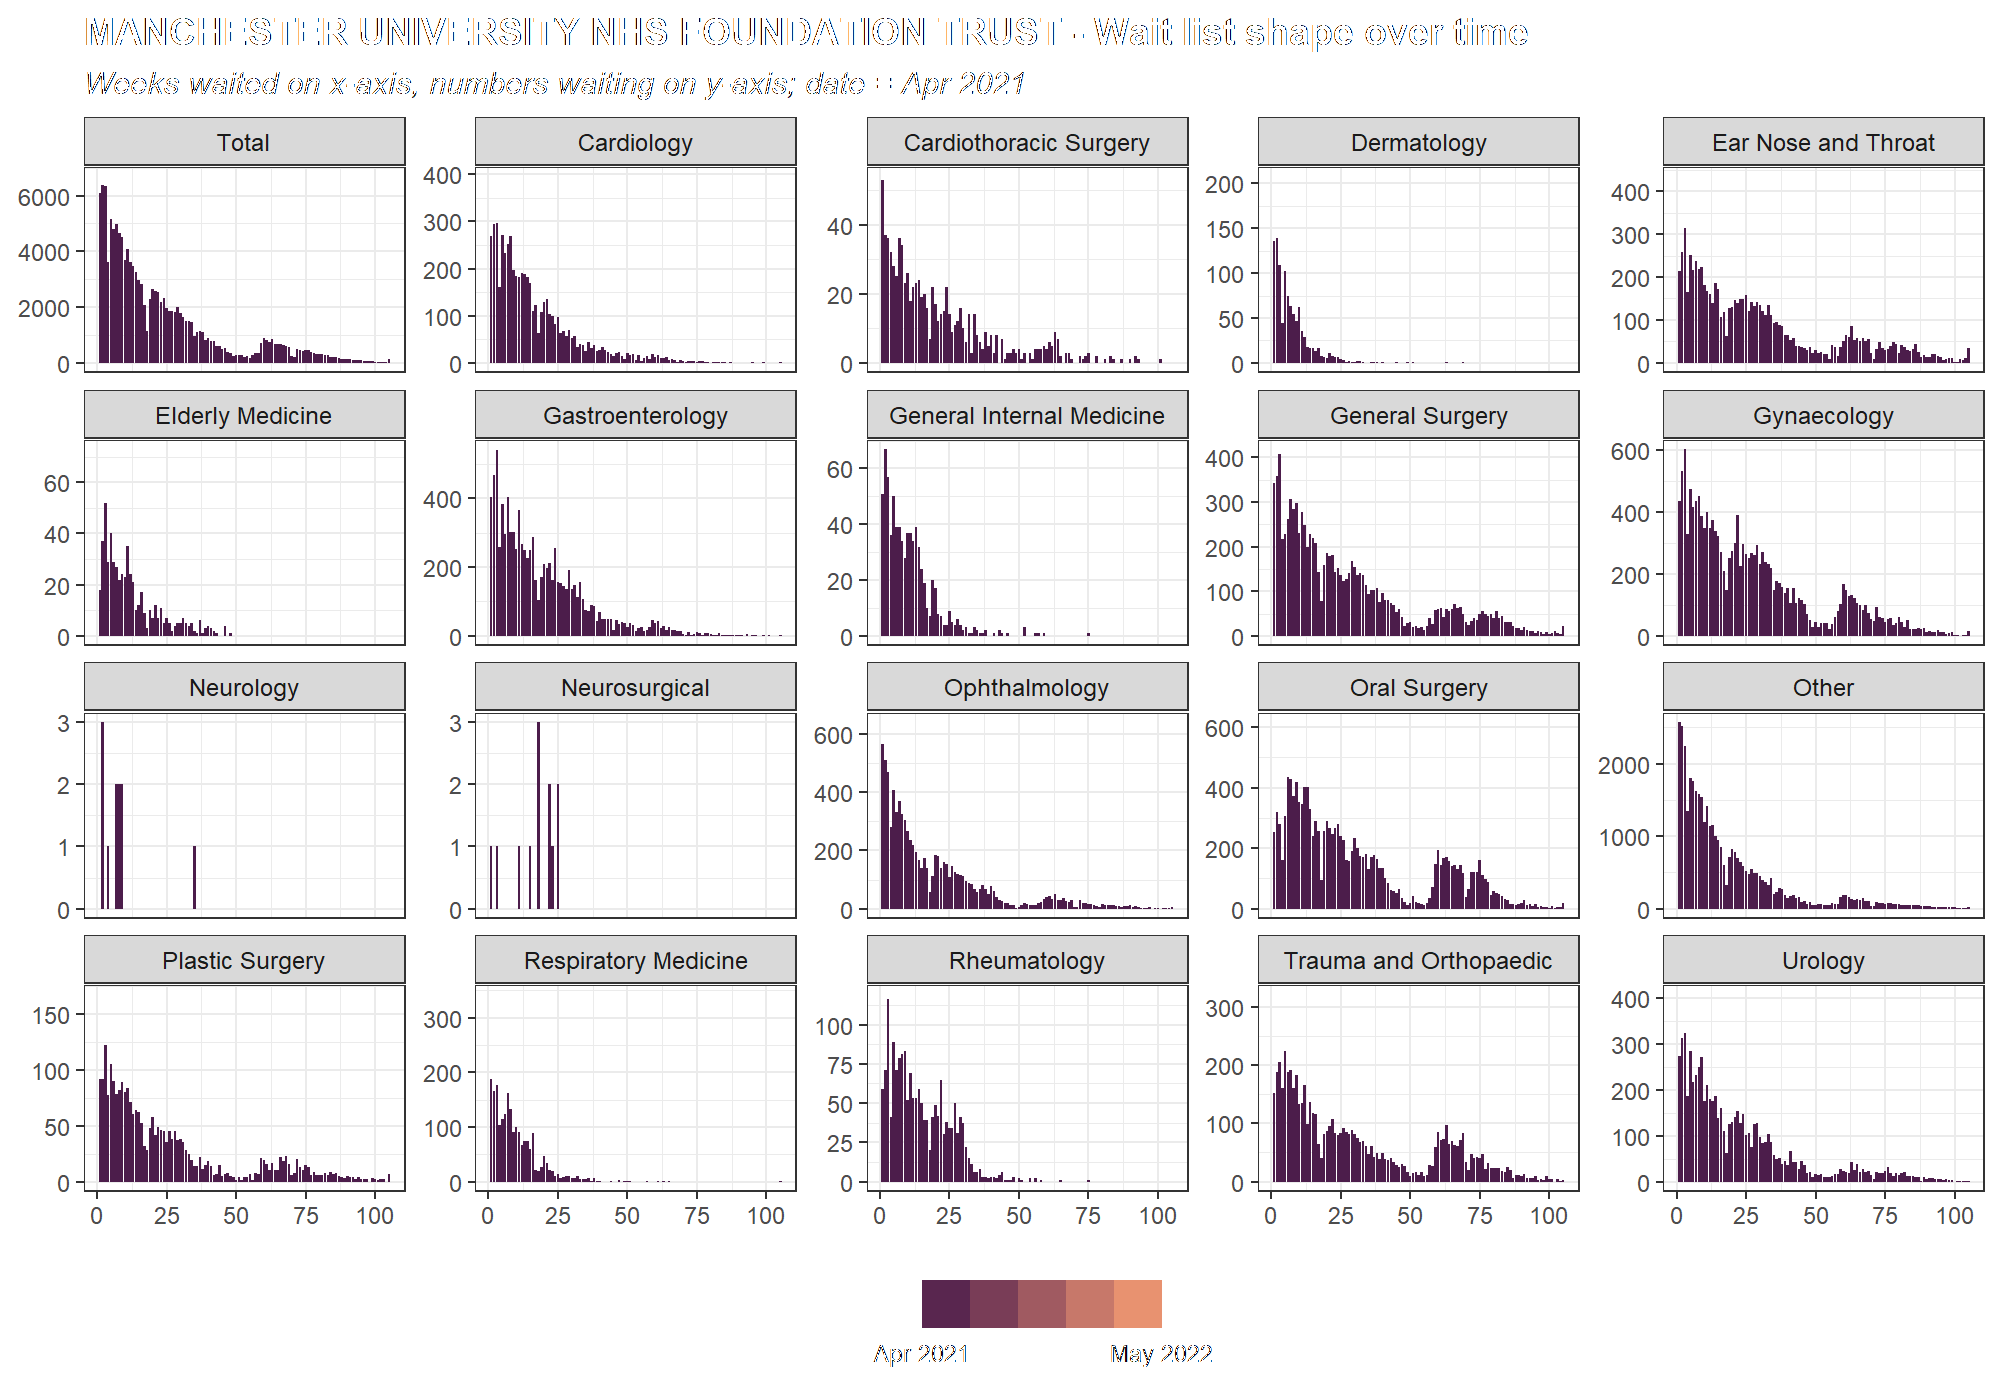 MANCHESTER UNIVERSITY NHS FOUNDATION TRUST - Wait list shape over time
Weeks waited on x-axis, numbers waiting on y-axis; date = Apr 2021
Total
Cardiology
Cardiothoracic Surgery
Dermatology
Ear Nose and Throat
6000
4000
2000
0
400
300
200
100
0
40
20
0
200
150
100
50
0
400
300
200
100
0
Elderly Medicine
Gastroenterology
General Internal Medicine
General Surgery
Gynaecology
60
40
20
0
400
200
0
60
40
20
0
400
300
200
100
0
600
400
200
0
Neurology
Neurosurgical
Ophthalmology
Oral Surgery
Other
3
2
1
0
3
2
1
0
600
400
200
0
600
400
200
0
2000
1000
0
Plastic Surgery
Respiratory Medicine
Rheumatology
Trauma and Orthopaedic
Urology
150
100
50
0
300
200
100
0
100
75
50
25
0
300
200
100
0
400
300
200
100
0
0 25 50 75 100
0 25 50 75 100
0 25 50 75 100
0 25 50 75 100
0 25 50 75 100
Apr 2021
May 2022